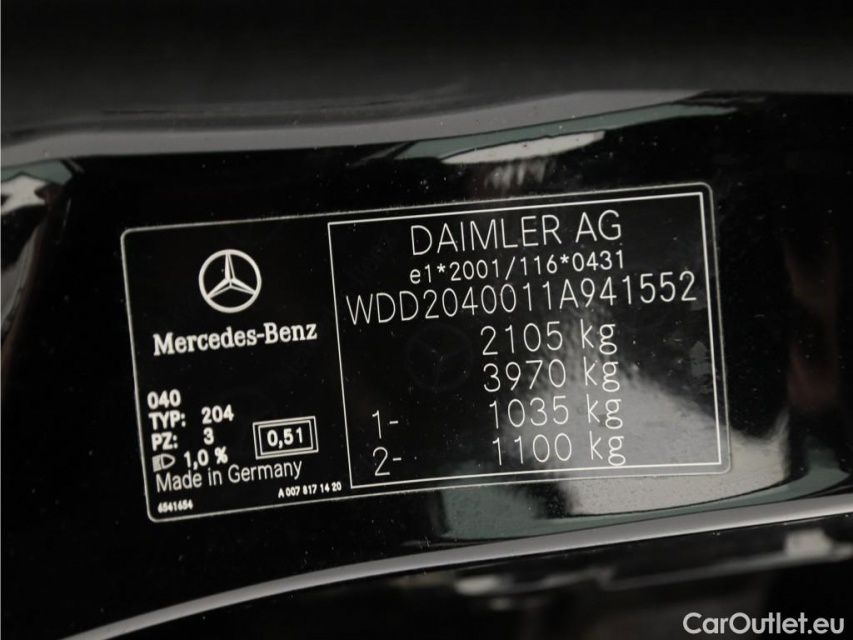 Mercedes-Benz
040
TYP: 204
PZ: 3
1,0 %
0,51
Made in Germany
6541654
A 007 817 14 20
DAIMLER AG
e1*2001/116*0431
WDD2040011A941552
2105 kg
3970 kg
1- 1035 kg
2- 1100 kg
CarOutlet.eu